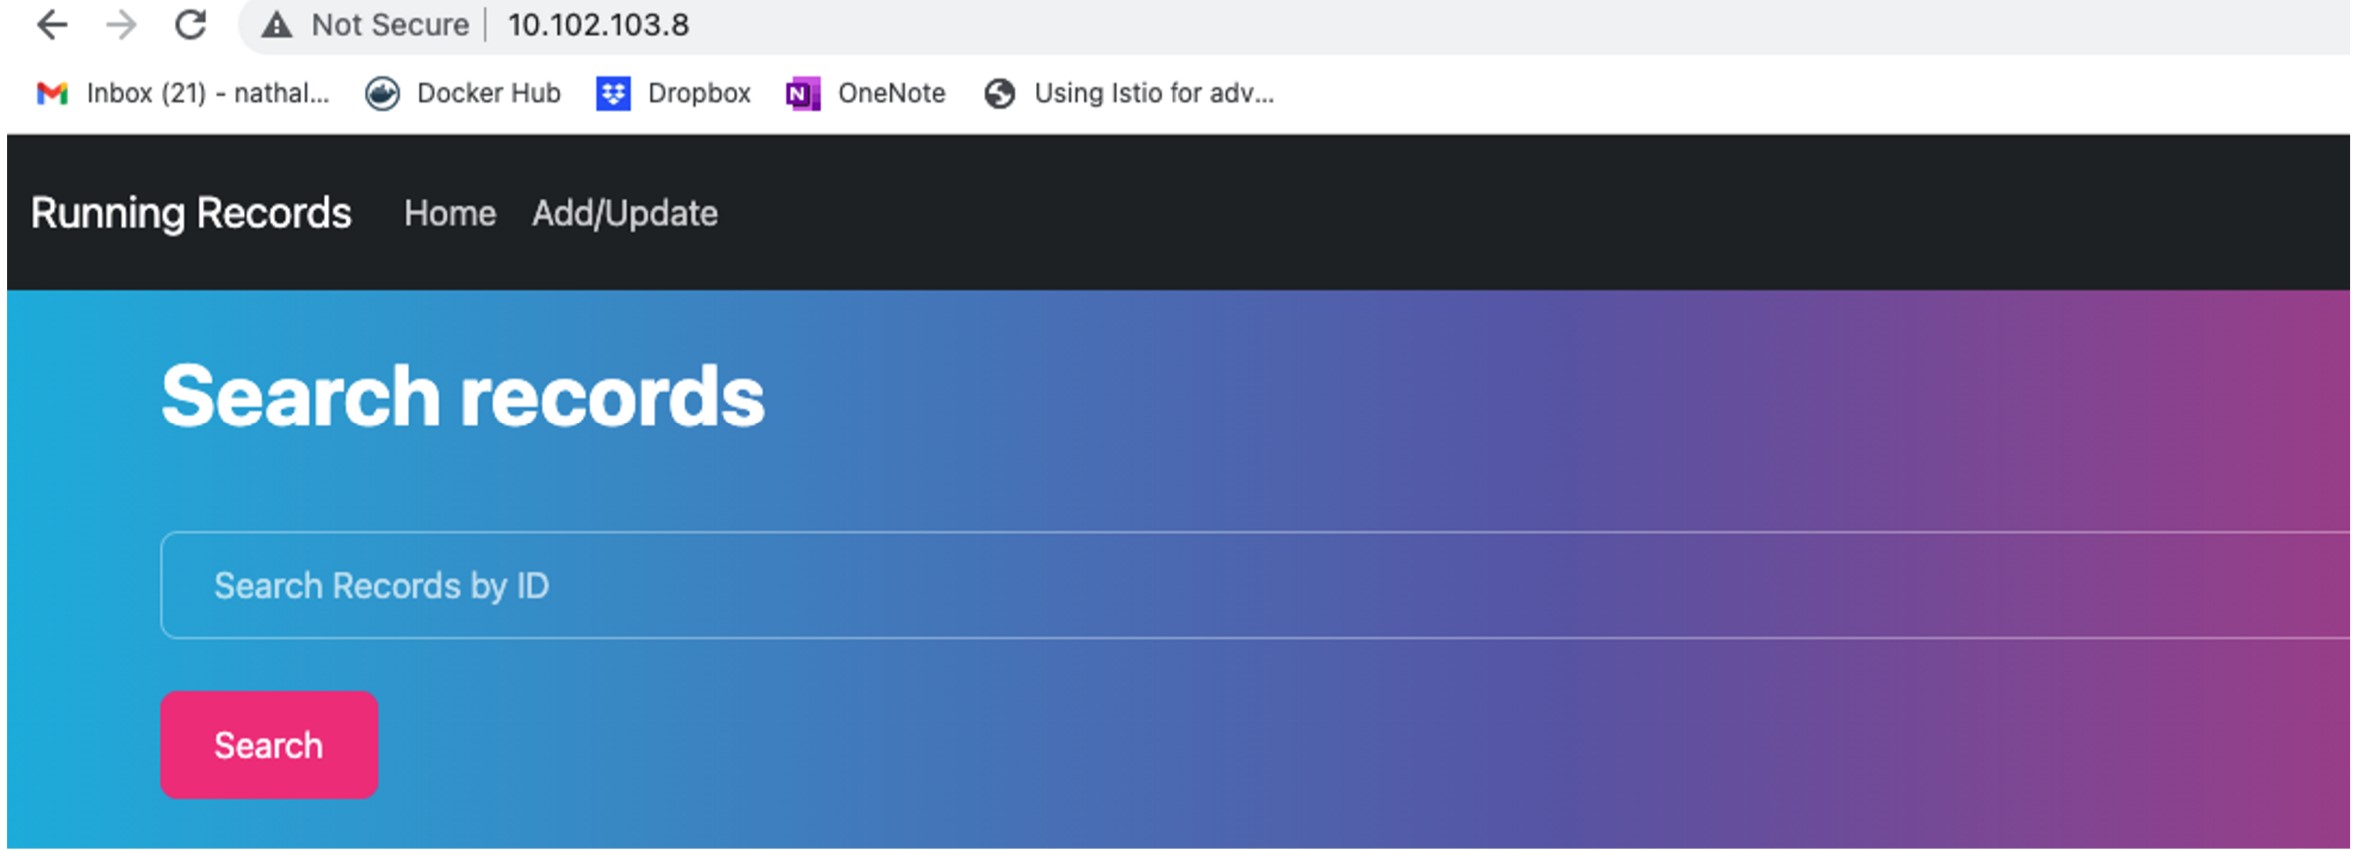 Not Secure 10.102.103.8
Inbox (21) - nathal... Docker Hub Dropbox N OneNote Using Istio for adv...
Running Records Home Add/Update
Search records
Search Records by ID
Search